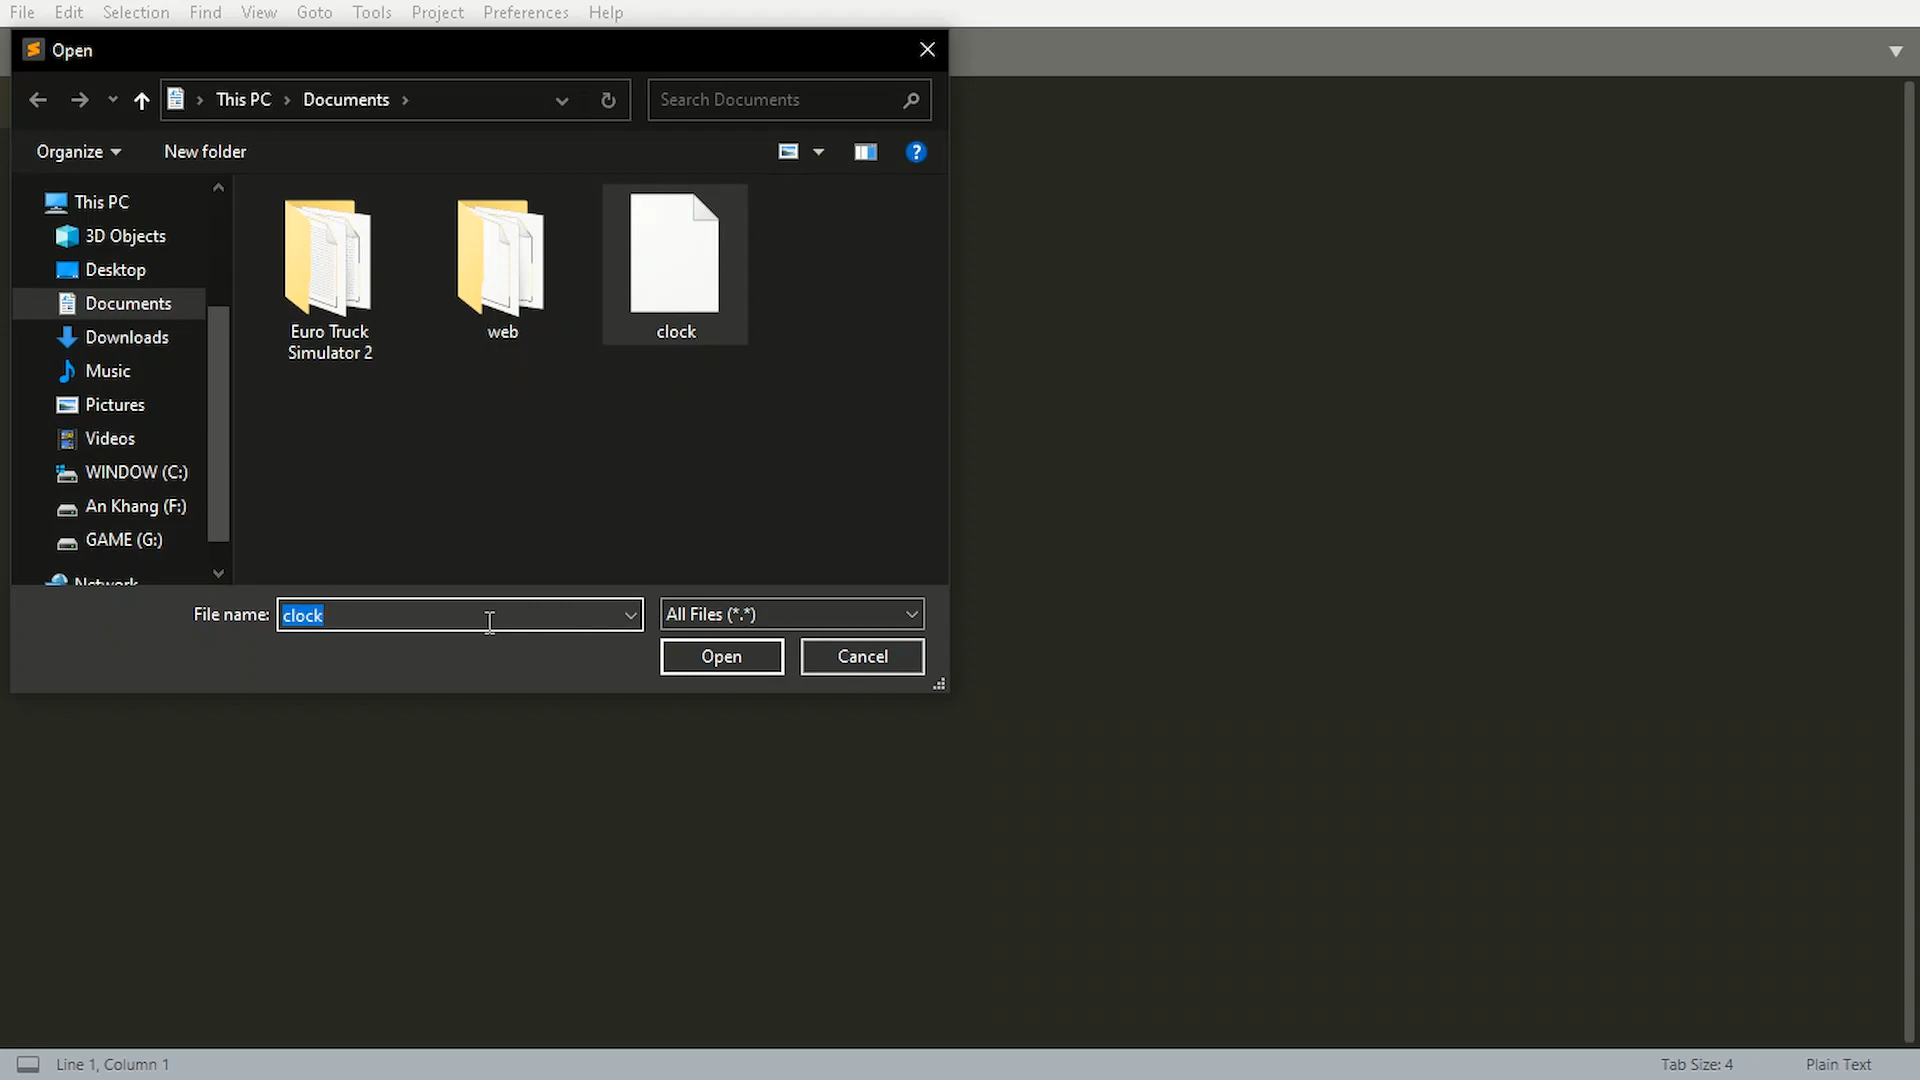 File Edit Selection Find View Goto Tools Project Preferences Help
Open
This PC Documents
Search Documents
Organize New folder
This PC
3D Objects
Desktop
Documents
Downloads
Music
Pictures
Videos
WINDOW (C:)
An Khang (F:)
GAME (G:)
Network
Euro Truck
Simulator 2
web
clock
File name: clock
All Files (*.*)
Open Cancel
Line 1, Column 1
Tab Size: 4
Plain Text